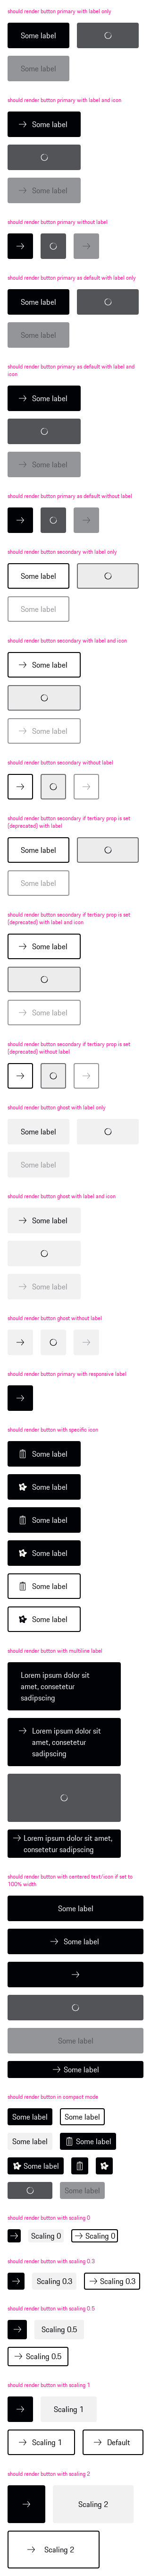 should render button primary with label only
Some label
Some label
should render button primary with label and icon
Some label
Some label
should render button primary without label
should render button primary as default with label only
Some label
Some label
should render button primary as default with label and
icon
Some label
Some label
should render button primary as default without label
should render button secondary with label only
Some label
Some label
should render button secondary with label and icon
Some label
Some label
should render button secondary without label
should render button secondary if tertiary prop is set
(deprecated) with label
Some label
Some label
should render button secondary if tertiary prop is set
(deprecated) with label and icon
Some label
Some label
should render button secondary if tertiary prop is set
(deprecated) without label
should render button ghost with label only
Some label
Some label
should render button ghost with label and icon
Some label
Some label
should render button ghost without label
should render button primary with responsive label
should render button with specific icon
Some label
Some label
Some label
Some label
Some label
Some label
should render button with multiline label
Lorem ipsum dolor sit
amet, consetetur
sadipscing
Lorem ipsum dolor sit
amet, consetetur
sadipscing
Lorem ipsum dolor sit amet,
consetetur sadipscing
should render button with centered text/icon if set to
100% width
Some label
Some label
Some label
Some label
should render button in compact mode
Some label Some label
Some label Some label
Some label
Some label
should render button with scaling 0
Scaling 0 Scaling 0
should render button with scaling 0.3
Scaling 0.3 Scaling 0.3
should render button with scaling 0.5
Scaling 0.5
Scaling 0.5
should render button with scaling 1
Scaling 1
Scaling 1 Default
should render button with scaling 2
Scaling 2
Scaling 2